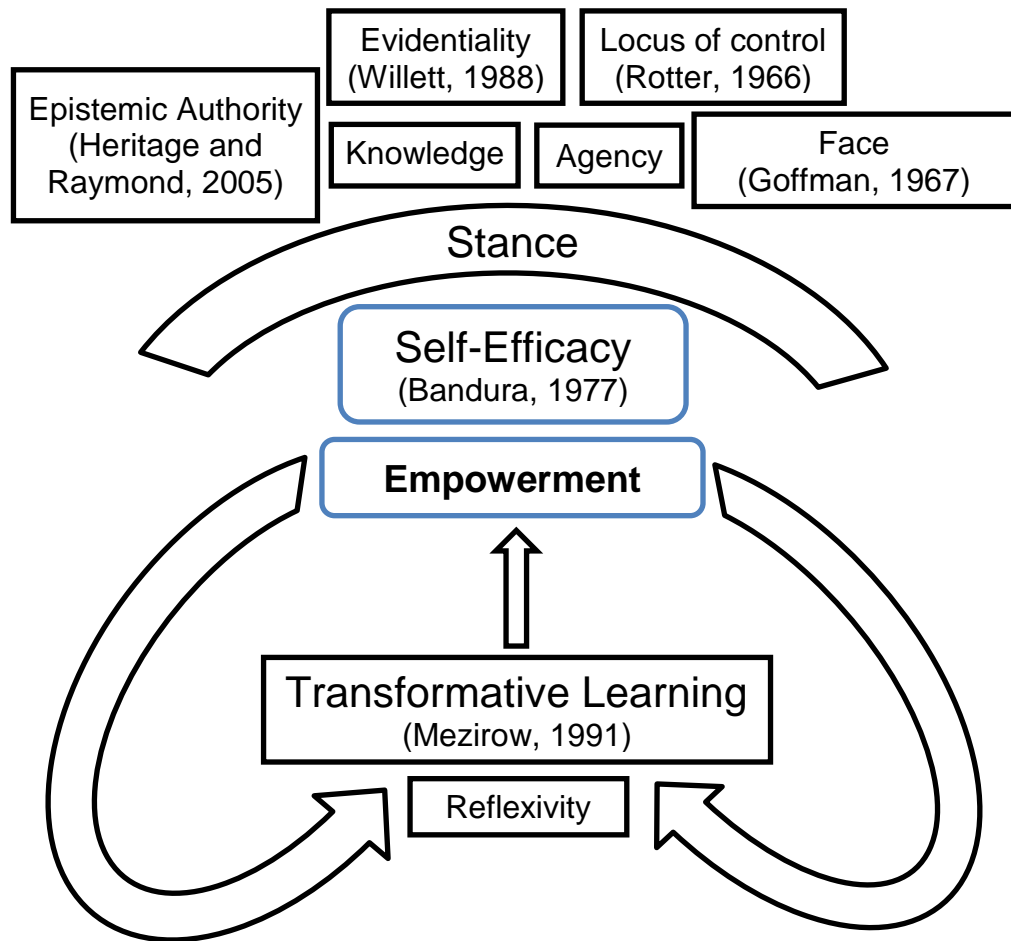 Evidentiality
(Willett, 1988)
Locus of control
(Rotter, 1966)
Epistemic Authority
(Heritage and
Raymond, 2005)
Knowledge
Agency
Face
(Goffman, 1967)
Stance
Self-Efficacy
(Bandura, 1977)
Empowerment
Transformative Learning
(Mezirow, 1991)
Reflexivity